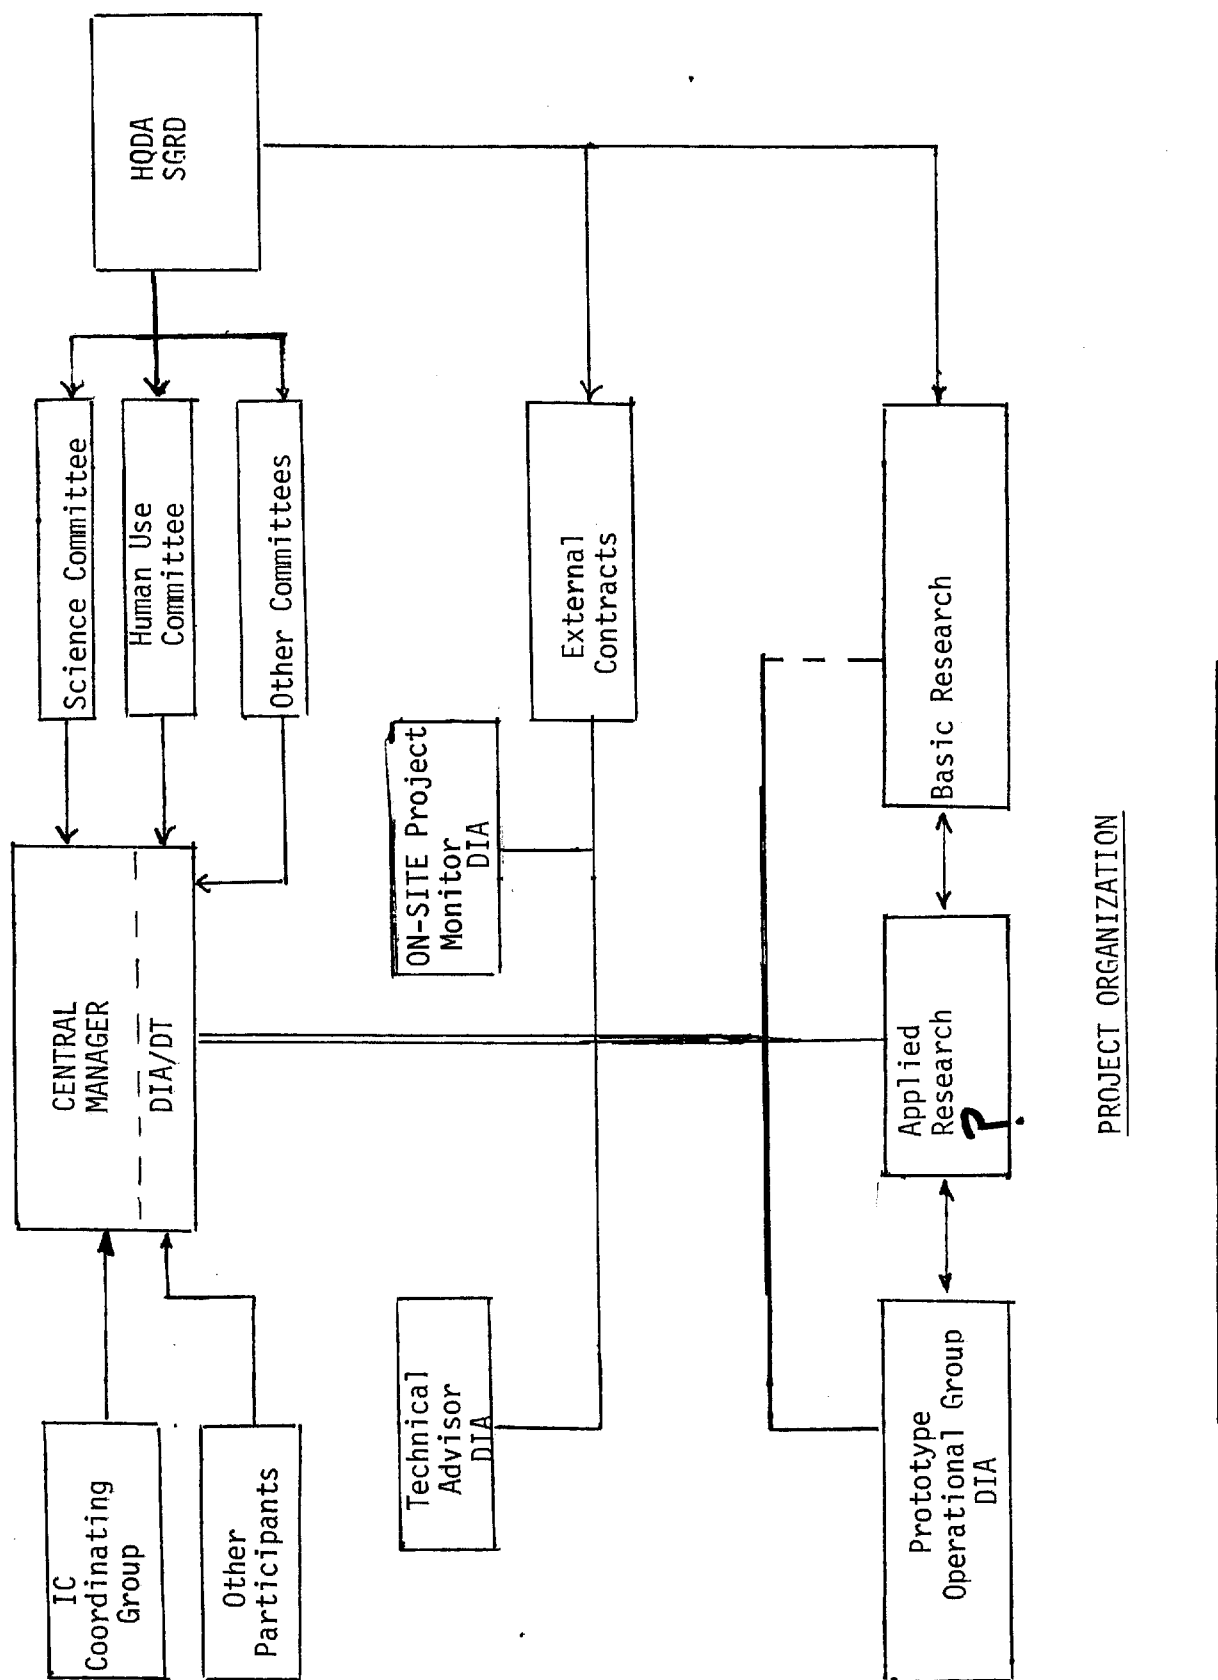 IC
Coordinating
Group
CENTRAL
MANAGER
DIA/DT
Science Committee
Human Use
Committee
Other Committees
HQDA
SGRD
Other
Participants
Technical
Advisor
DIA
ON-SITE Project
Monitor
DIA
External
Contracts
Prototype
Operational Group
DIA
Applied
Research
?
Basic Research
PROJECT ORGANIZATION